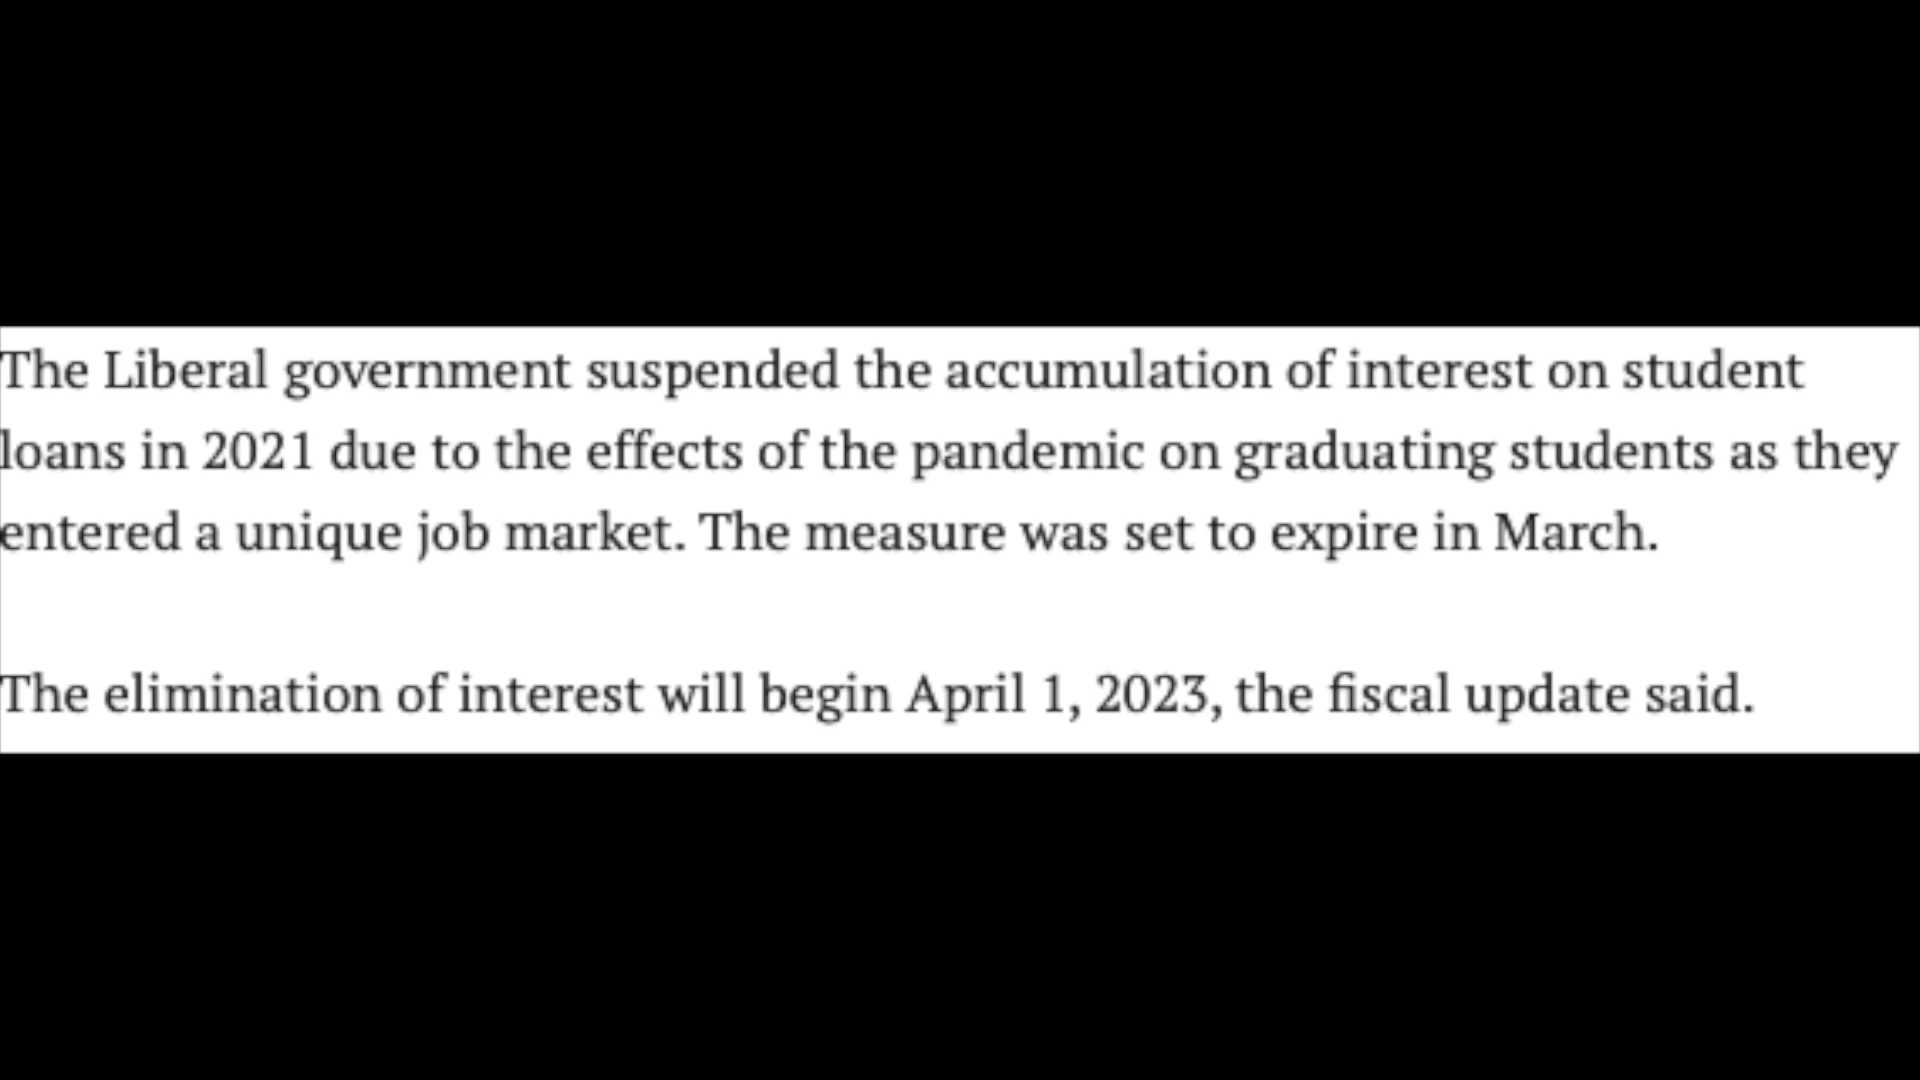 The Liberal government suspended the accumulation of interest on student
loans in 2021 due to the effects of the pandemic on graduating students as they
entered a unique job market. The measure was set to expire in March.
The elimination of interest will begin April 1, 2023, the fiscal update said.